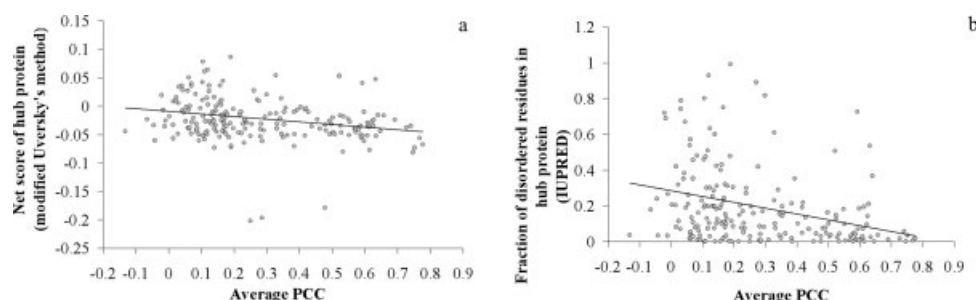 a
Net score of hub protein
(modified Uversky's method)
0.15
0.1
0.05
0
-0.05
-0.1
-0.15
-0.2
-0.25
-0.2 -0.1 0 0.1 0.2 0.3 0.4 0.5 0.6 0.7 0.8 0.9
Average PCC
b
Fraction of disordered residues in
hub protein
(IUPRED)
1.2
1
0.8
0.6
0.4
0.2
0
-0.2 -0.1 0 0.1 0.2 0.3 0.4 0.5 0.6 0.7 0.8 0.9
Average PCC